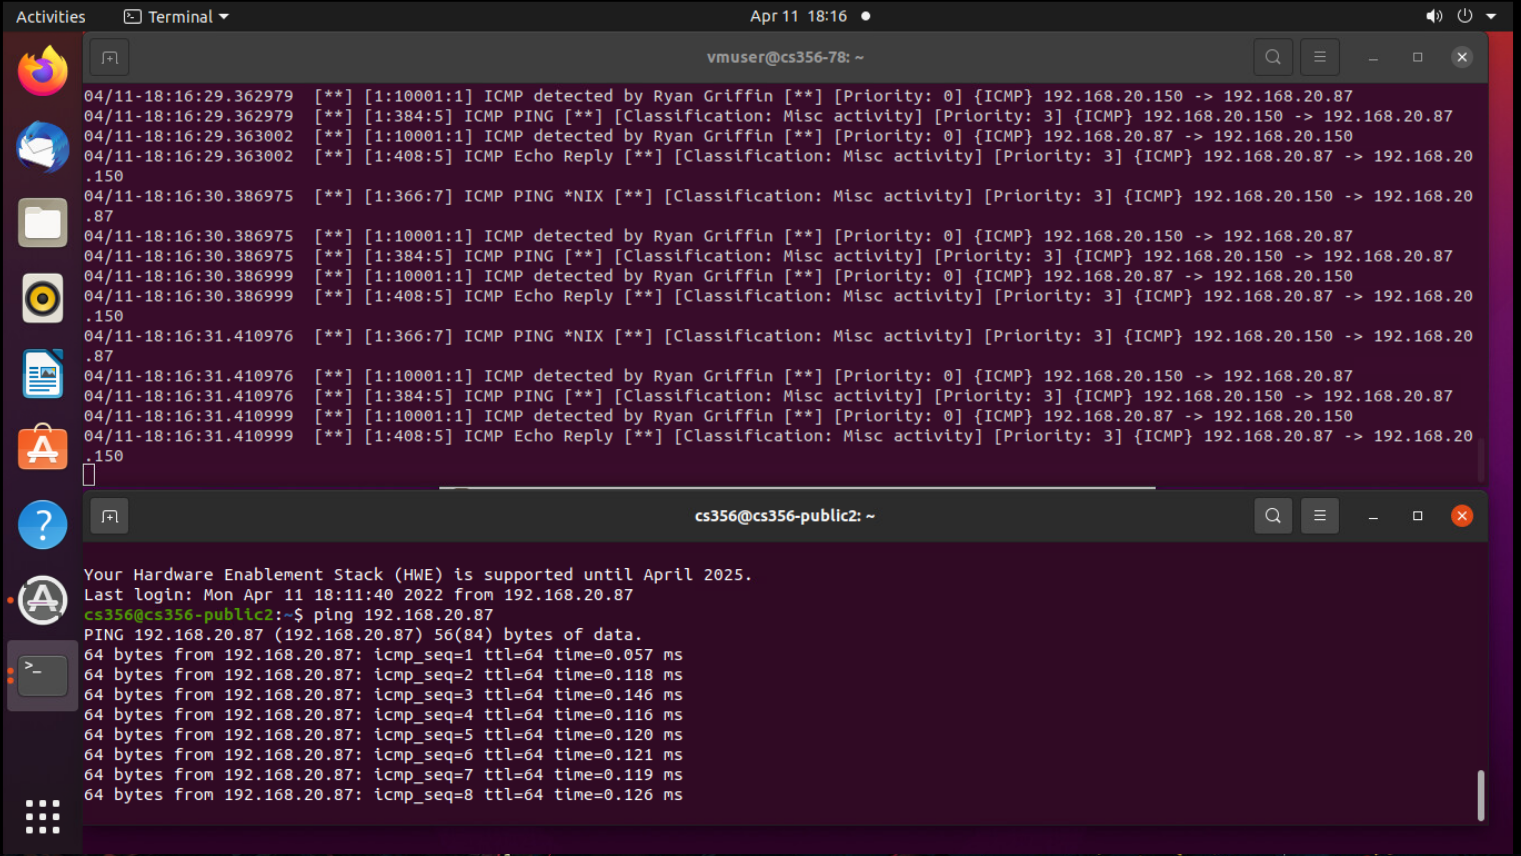 Activities
Terminal
Apr 11 18:16
vmuser@cs356-78: ~
04/11-18:16:29.362979  [**] [1:10001:1] ICMP detected by Ryan Griffin [**] [Priority: 0] {ICMP} 192.168.20.150 -> 192.168.20.87
04/11-18:16:29.362979  [**] [1:384:5] ICMP PING [**] [Classification: Misc activity] [Priority: 3] {ICMP} 192.168.20.150 -> 192.168.20.87
04/11-18:16:29.363002  [**] [1:10001:1] ICMP detected by Ryan Griffin [**] [Priority: 0] {ICMP} 192.168.20.87 -> 192.168.20.150
04/11-18:16:29.363002  [**] [1:408:5] ICMP Echo Reply [**] [Classification: Misc activity] [Priority: 3] {ICMP} 192.168.20.87 -> 192.168.20
.150
04/11-18:16:30.386975  [**] [1:366:7] ICMP PING *NIX [**] [Classification: Misc activity] [Priority: 3] {ICMP} 192.168.20.150 -> 192.168.20
.87
04/11-18:16:30.386975  [**] [1:10001:1] ICMP detected by Ryan Griffin [**] [Priority: 0] {ICMP} 192.168.20.150 -> 192.168.20.87
04/11-18:16:30.386975  [**] [1:384:5] ICMP PING [**] [Classification: Misc activity] [Priority: 3] {ICMP} 192.168.20.150 -> 192.168.20.87
04/11-18:16:30.386999  [**] [1:10001:1] ICMP detected by Ryan Griffin [**] [Priority: 0] {ICMP} 192.168.20.87 -> 192.168.20.150
04/11-18:16:30.386999  [**] [1:408:5] ICMP Echo Reply [**] [Classification: Misc activity] [Priority: 3] {ICMP} 192.168.20.87 -> 192.168.20
.150
04/11-18:16:31.410976  [**] [1:366:7] ICMP PING *NIX [**] [Classification: Misc activity] [Priority: 3] {ICMP} 192.168.20.150 -> 192.168.20
.87
04/11-18:16:31.410976  [**] [1:10001:1] ICMP detected by Ryan Griffin [**] [Priority: 0] {ICMP} 192.168.20.150 -> 192.168.20.87
04/11-18:16:31.410976  [**] [1:384:5] ICMP PING [**] [Classification: Misc activity] [Priority: 3] {ICMP} 192.168.20.150 -> 192.168.20.87
04/11-18:16:31.410999  [**] [1:10001:1] ICMP detected by Ryan Griffin [**] [Priority: 0] {ICMP} 192.168.20.87 -> 192.168.20.150
04/11-18:16:31.410999  [**] [1:408:5] ICMP Echo Reply [**] [Classification: Misc activity] [Priority: 3] {ICMP} 192.168.20.87 -> 192.168.20
.150
cs356@cs356-public2: ~
Your Hardware Enablement Stack (HWE) is supported until April 2025.
Last login: Mon Apr 11 18:11:40 2022 from 192.168.20.87
cs356@cs356-public2:~$ ping 192.168.20.87
PING 192.168.20.87 (192.168.20.87) 56(84) bytes of data.
64 bytes from 192.168.20.87: icmp_seq=1 ttl=64 time=0.057 ms
64 bytes from 192.168.20.87: icmp_seq=2 ttl=64 time=0.118 ms
64 bytes from 192.168.20.87: icmp_seq=3 ttl=64 time=0.146 ms
64 bytes from 192.168.20.87: icmp_seq=4 ttl=64 time=0.116 ms
64 bytes from 192.168.20.87: icmp_seq=5 ttl=64 time=0.120 ms
64 bytes from 192.168.20.87: icmp_seq=6 ttl=64 time=0.121 ms
64 bytes from 192.168.20.87: icmp_seq=7 ttl=64 time=0.119 ms
64 bytes from 192.168.20.87: icmp_seq=8 ttl=64 time=0.126 ms